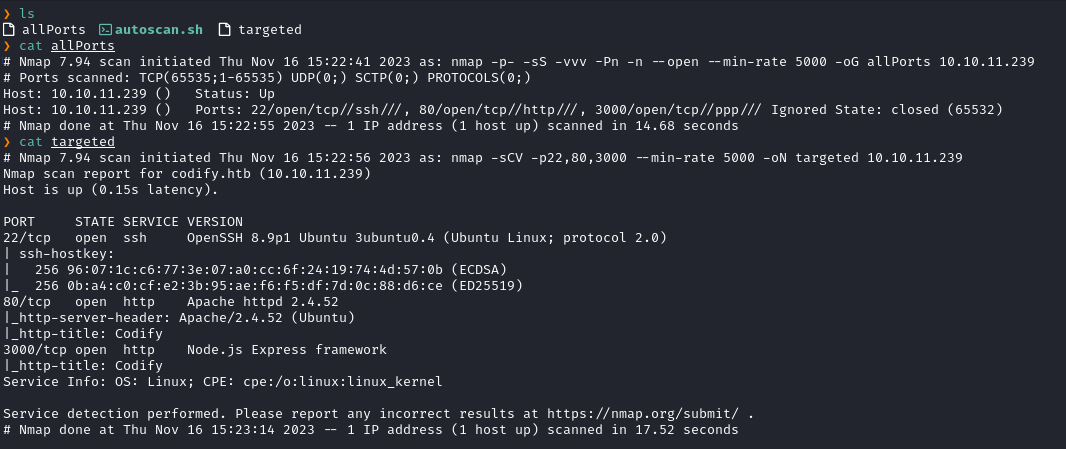 ❯ ls
allPorts autoscan.sh targeted
❯ cat allPorts
# Nmap 7.94 scan initiated Thu Nov 16 15:22:41 2023 as: nmap -p- -sS -vvv -Pn -n --open --min-rate 5000 -oG allPorts 10.10.11.239
# Ports scanned: TCP(65535;1-65535) UDP(0;) SCTP(0;) PROTOCOLS(0;)
Host: 10.10.11.239 ()   Status: Up
Host: 10.10.11.239 ()   Ports: 22/open/tcp//ssh///, 80/open/tcp//http///, 3000/open/tcp//ppp/// Ignored State: closed (65532)
# Nmap done at Thu Nov 16 15:22:55 2023 -- 1 IP address (1 host up) scanned in 14.68 seconds
❯ cat targeted
# Nmap 7.94 scan initiated Thu Nov 16 15:22:56 2023 as: nmap -sCV -p22,80,3000 --min-rate 5000 -oN targeted 10.10.11.239
Nmap scan report for codify.htb (10.10.11.239)
Host is up (0.15s latency).

PORT     STATE SERVICE VERSION
22/tcp   open  ssh     OpenSSH 8.9p1 Ubuntu 3ubuntu0.4 (Ubuntu Linux; protocol 2.0)
| ssh-hostkey:
|   256 96:07:1c:c6:77:3e:07:a0:cc:6f:24:19:74:4d:57:0b (ECDSA)
|_  256 0b:a4:c0:cf:e2:3b:95:ae:f6:f5:df:7d:0c:88:d6:ce (ED25519)
80/tcp   open  http    Apache httpd 2.4.52
|_http-server-header: Apache/2.4.52 (Ubuntu)
|_http-title: Codify
3000/tcp open  http    Node.js Express framework
|_http-title: Codify
Service Info: OS: Linux; CPE: cpe:/o:linux:linux_kernel

Service detection performed. Please report any incorrect results at https://nmap.org/submit/ .
# Nmap done at Thu Nov 16 15:23:14 2023 -- 1 IP address (1 host up) scanned in 17.52 seconds